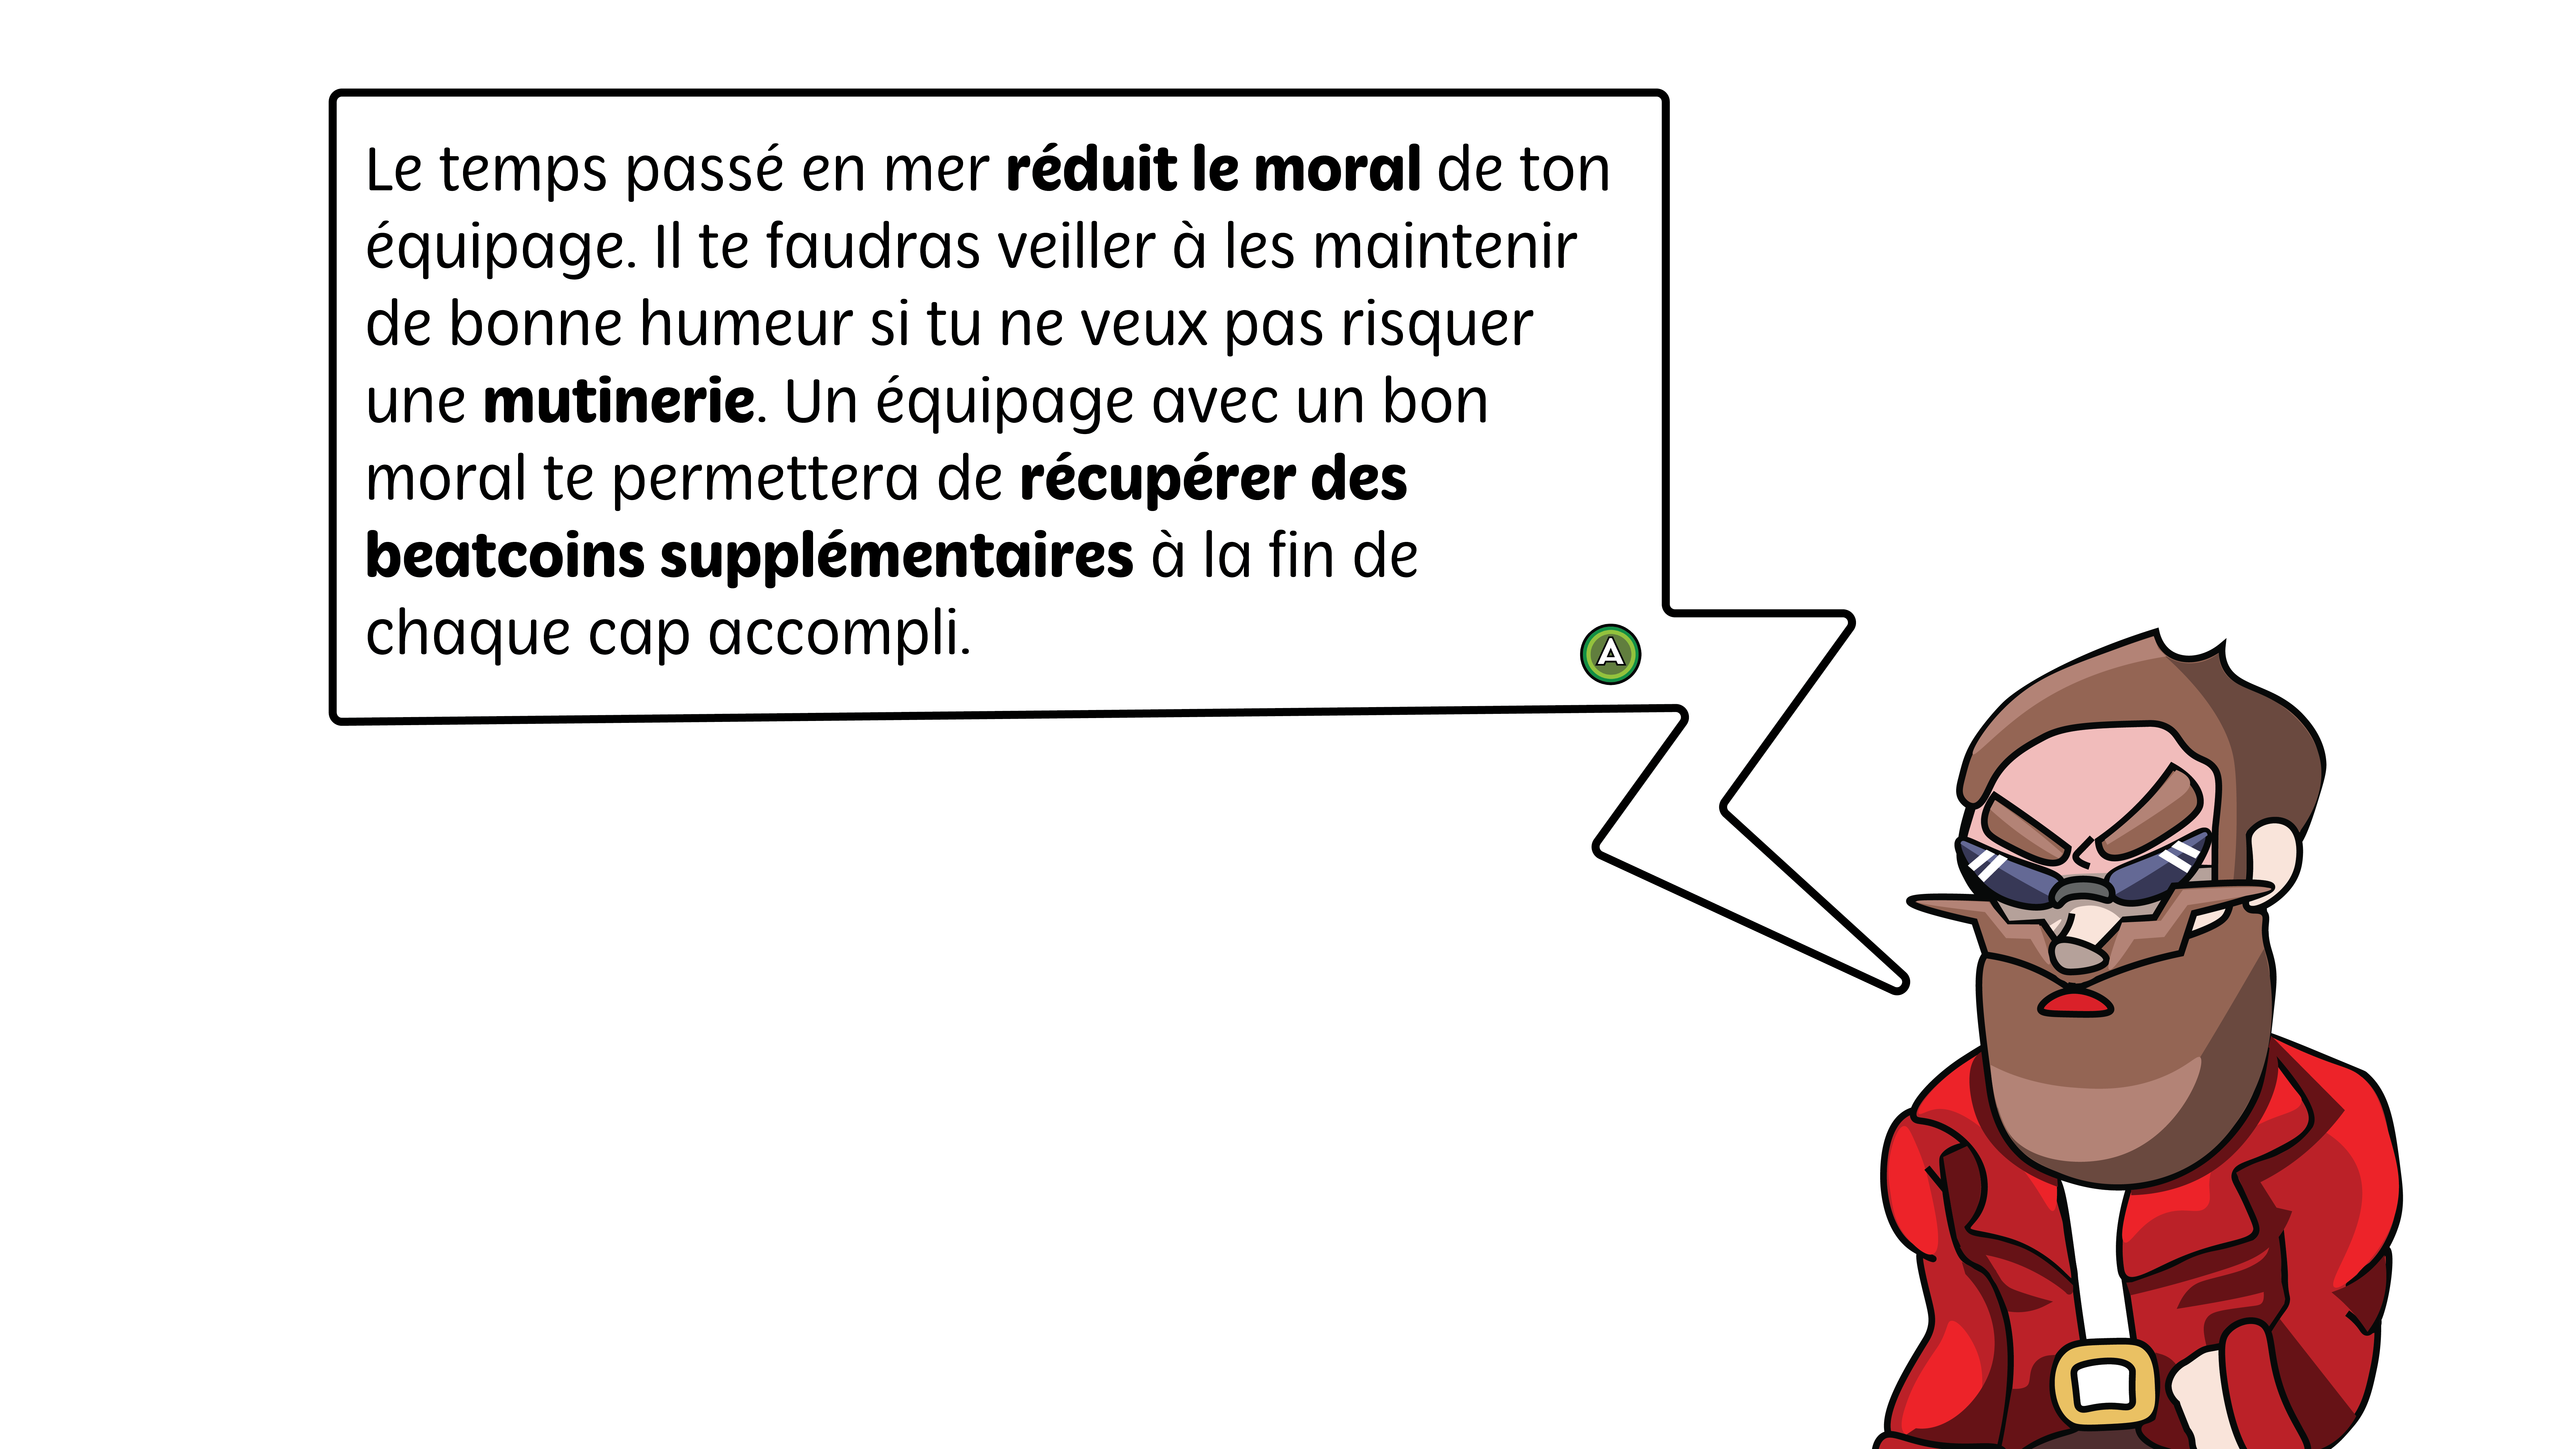 Le temps passé en mer réduit le moral de ton
équipage. Il te faudras veiller à les maintenir
de bonne humeur si tu ne veux pas risquer
une mutinerie. Un équipage avec un bon
moral te permettera de récupérer des
beatcoins supplémentaires à la fin de
chaque cap accompli.
A